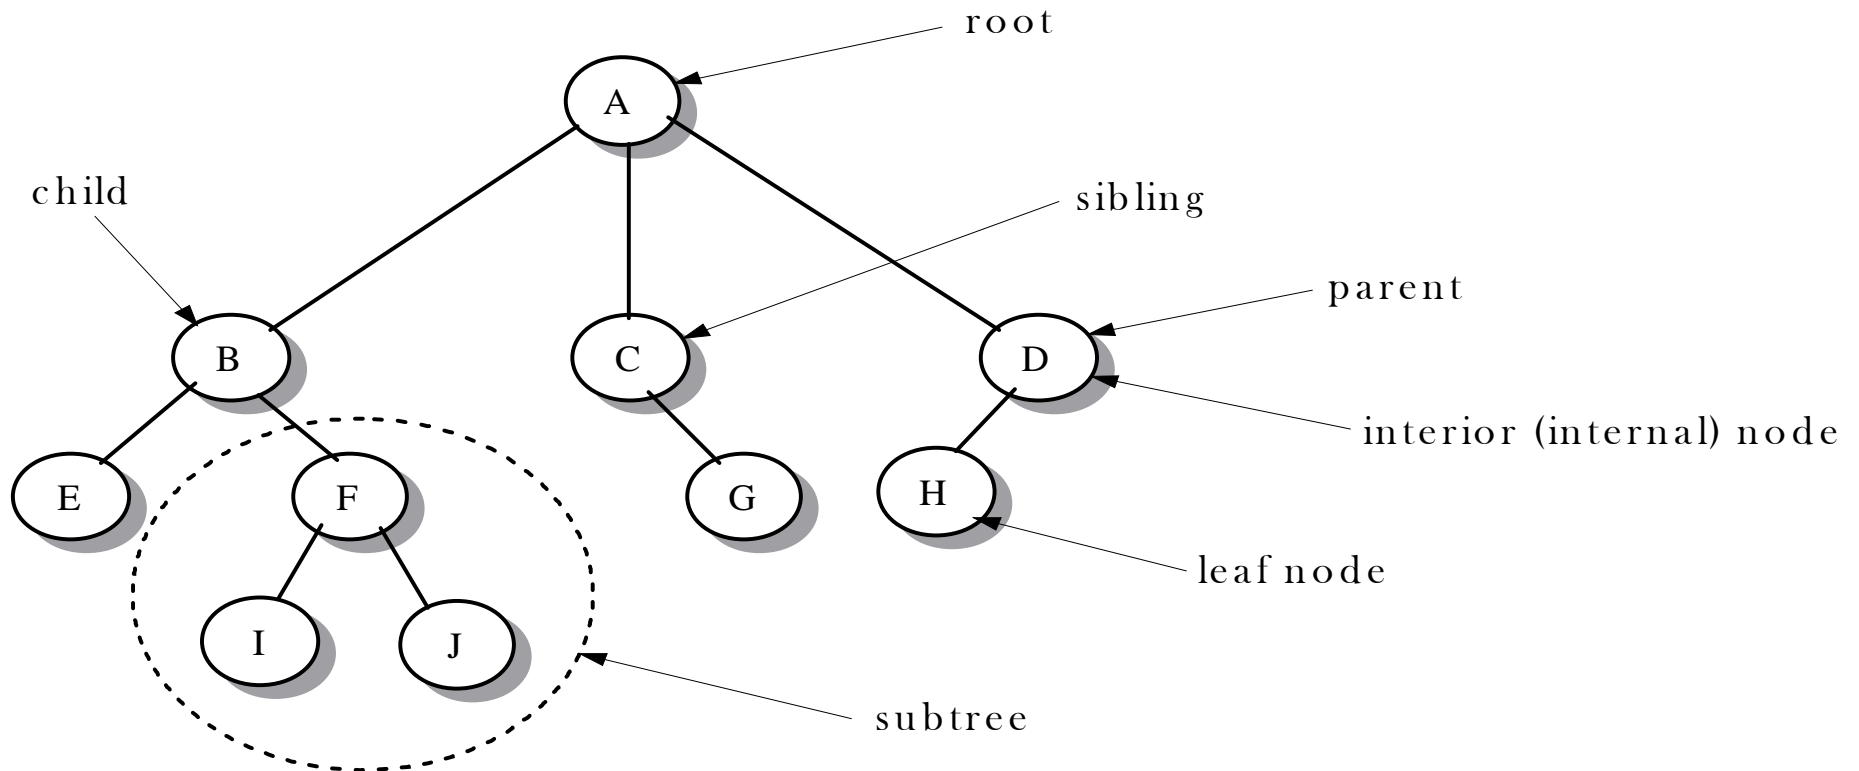 root
A
child
sibling
parent
B
C
D
interior (internal) node
E
F
G
H
leaf node
I
J
subtree